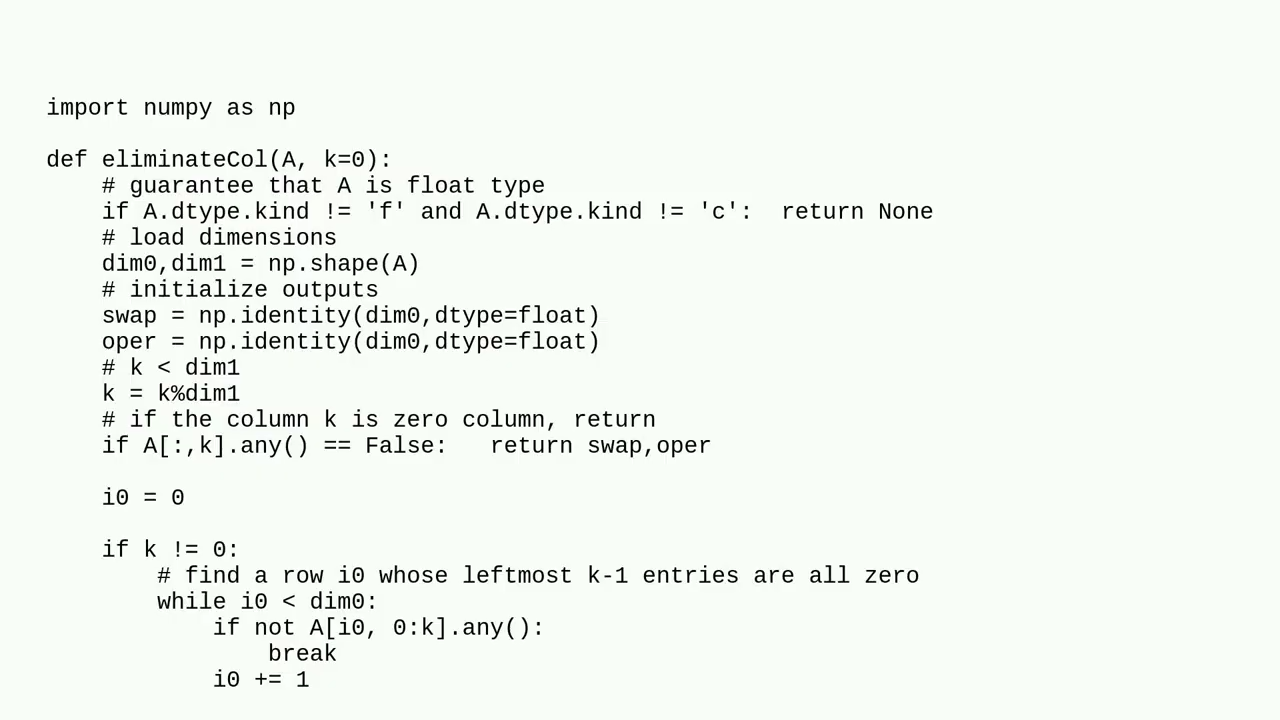 import numpy as np
def eliminateCol(A, k=0):
    # guarantee that A is float type
    if A.dtype.kind != 'f' and A.dtype.kind != 'c':  return None
    # load dimensions
    dim0,dim1 = np.shape(A)
    # initialize outputs
    swap = np.identity(dim0,dtype=float)
    oper = np.identity(dim0,dtype=float)
    # k < dim1
    k = k%dim1
    # if the column k is zero column, return
    if A[:,k].any() == False:   return swap,oper
    i0 = 0
    if k != 0:
        # find a row i0 whose leftmost k-1 entries are all zero
        while i0 < dim0:
            if not A[i0, 0:k].any():
                break
            i0 += 1